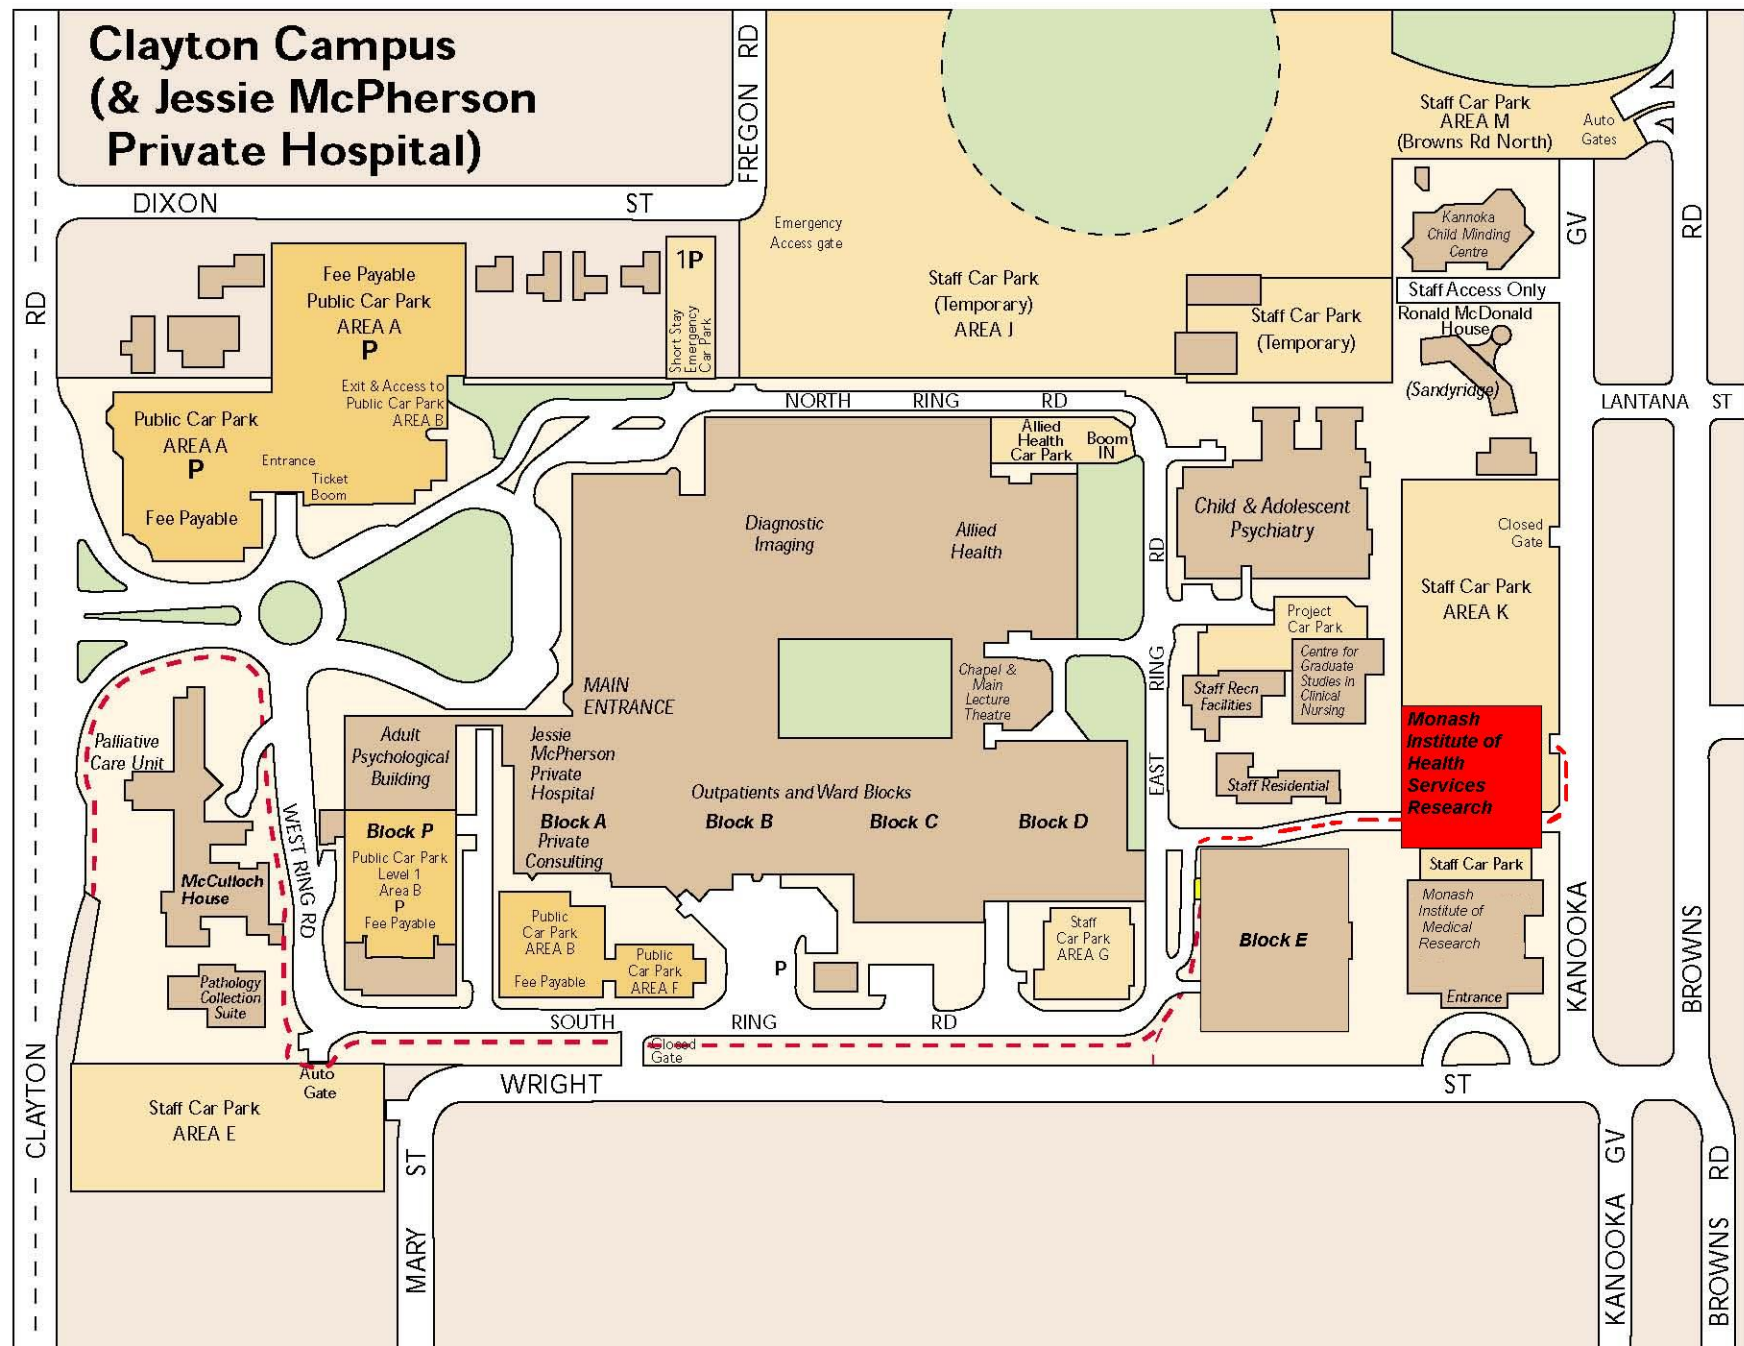 Clayton Campus
(& Jessie McPherson
Private Hospital)
FREGON RD
DIXON ST
RD
CLAYTON
Emergency
Access gate
Staff Car Park
AREA M
(Browns Rd North)
Auto
Gates
Kannoka
Child Minding
Centre
GV
RD
Staff Access Only
Ronald McDonald
House
(Sandyridge)
LANTANA ST
Fee Payable
Public Car Park
AREA A
P
Exit & Access to
Public Car Park
AREA B
1P
Short Stay
Emergency
Car Park
Staff Car Park
(Temporary)
AREA J
Staff Car Park
(Temporary)
Public Car Park
AREA A
P
Entrance
Ticket
Boom
Fee Payable
NORTH RING RD
Allied
Health
Car Park
Boom
IN
Diagnostic
Imaging
Allied
Health
Child & Adolescent
Psychiatry
Closed
Gate
Staff Car Park
AREA K
EAST RING RD
Project
Car Park
Centre for
Graduate
Studies in
Clinical
Nursing
Staff Recn
Facilities
Chapel &
Main
Lecture
Theatre
MAIN
ENTRANCE
Monash
Institute of
Health
Services
Research
Staff Residential
Palliative
Care Unit
Adult
Psychological
Building
Jessie
McPherson
Private
Hospital
Block A
Private
Consulting
Outpatients and Ward Blocks
Block B
Block C
Block D
WEST RING RD
Block P
Public Car Park
Level 1
Area B
P
Fee Payable
McCulloch
House
Pathology
Collection
Suite
Public
Car Park
AREA B
Fee Payable
Public
Car Park
AREA F
P
Staff
Car Park
AREA G
Block E
Staff Car Park
Monash
Institute of
Medical
Research
Entrance
KANOOKA
BROWNS
SOUTH RING RD
Closed
Gate
Auto
Gate
WRIGHT ST
Staff Car Park
AREA E
MARY ST
KANOOKA GV
BROWNS RD